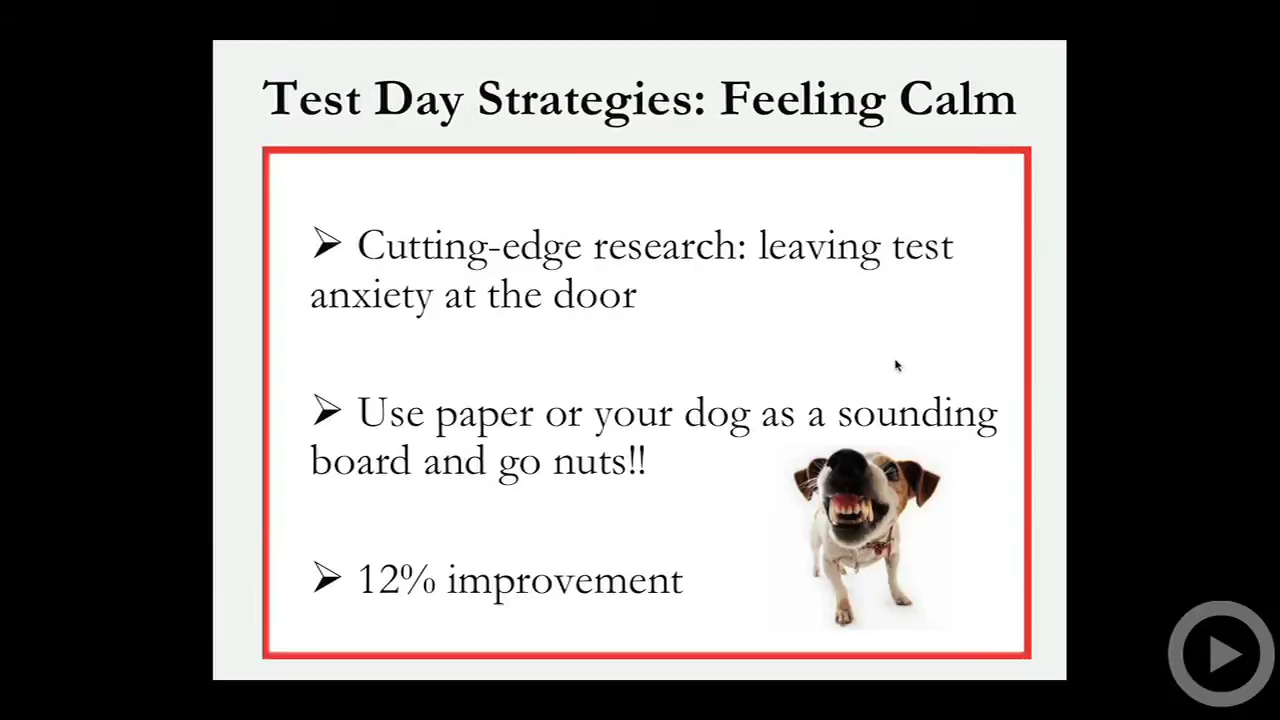 Test Day Strategies: Feeling Calm
➢ Cutting-edge research: leaving test
anxiety at the door
➢ Use paper or your dog as a sounding
board and go nuts!!
➢ 12% improvement